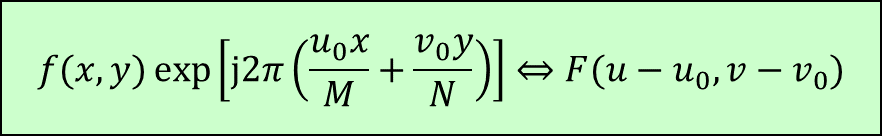 f(x, y) exp[j2π(u₀x/M + v₀y/N)] ⇔ F(u − u₀, v − v₀)